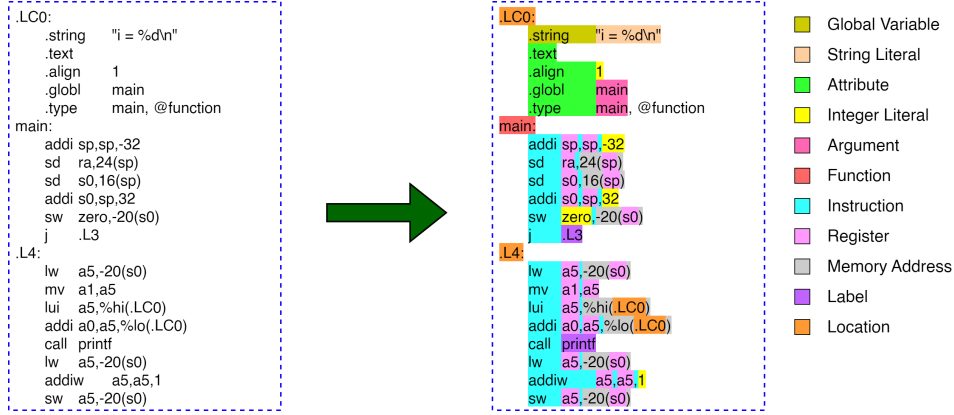 .LC0:
.string "i = %d\n"
.text
.align 1
.globl main
.type main, @function
main:
addi sp,sp,-32
sd ra,24(sp)
sd s0,16(sp)
addi s0,sp,32
sw zero,-20(s0)
j .L3
.L4:
lw a5,-20(s0)
mv a1,a5
lui a5,%hi(.LC0)
addi a0,a5,%lo(.LC0)
call printf
lw a5,-20(s0)
addiw a5,a5,1
sw a5,-20(s0)
.LC0:
.string "i = %d\n"
.text
.align 1
.globl main
.type main, @function
main:
addi sp,sp,-32
sd ra,24(sp)
sd s0,16(sp)
addi s0,sp,32
sw zero,-20(s0)
j .L3
.L4:
lw a5,-20(s0)
mv a1,a5
lui a5,%hi(.LC0)
addi a0,a5,%lo(.LC0)
call printf
lw a5,-20(s0)
addiw a5,a5,1
sw a5,-20(s0)
Global Variable
String Literal
Attribute
Integer Literal
Argument
Function
Instruction
Register
Memory Address
Label
Location